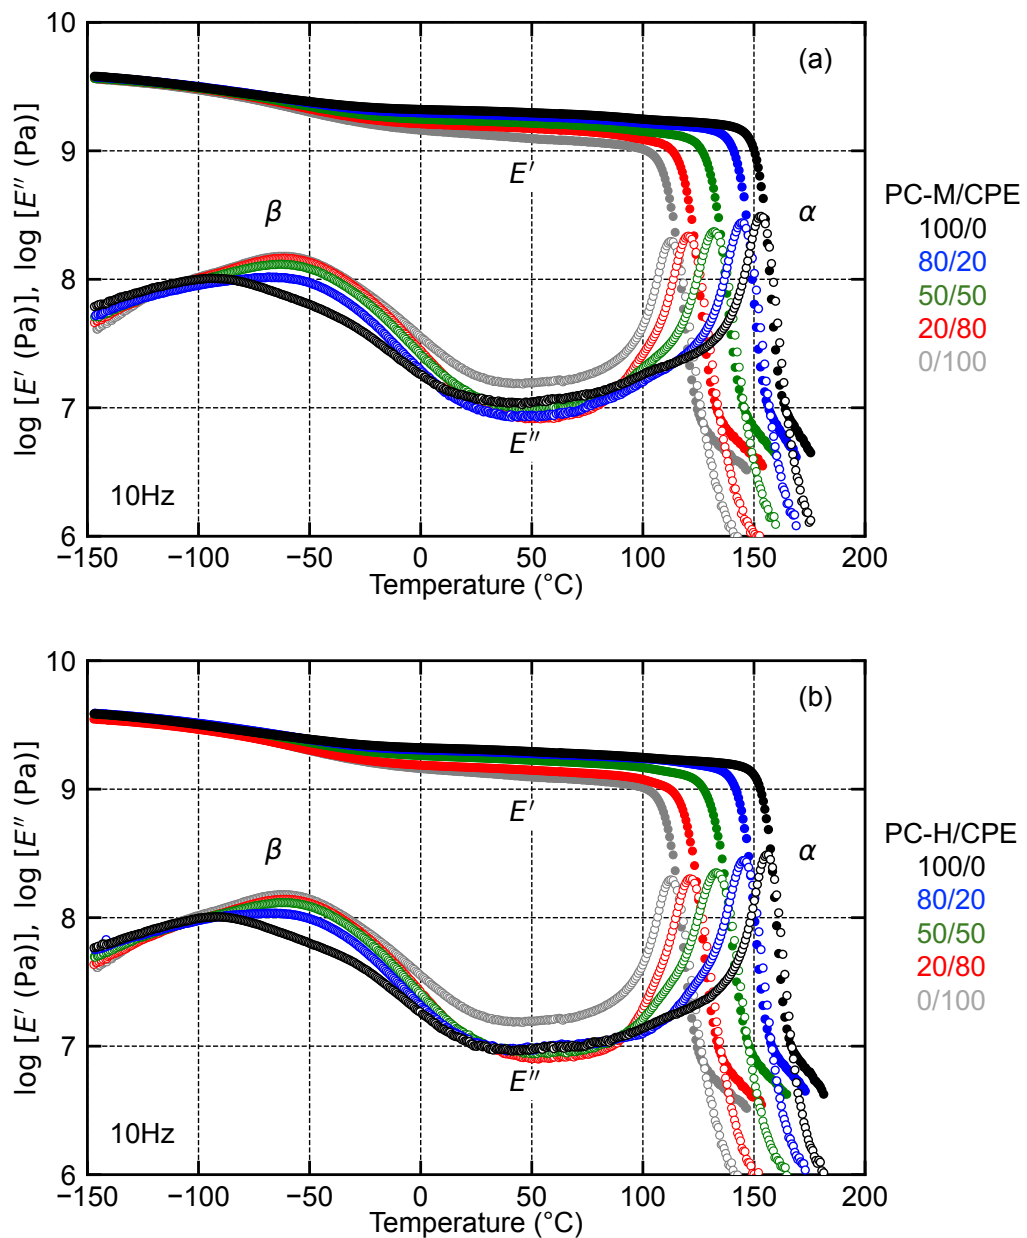 10
(a)
log [E′ (Pa)], log [E″ (Pa)]
9
E′
β
α
PC-M/CPE
100/0
80/20
50/50
20/80
0/100
8
7
E″
10Hz
6
−150 −100 −50 0 50 100 150 200
Temperature (°C)
10
(b)
log [E′ (Pa)], log [E″ (Pa)]
9
E′
β
α
PC-H/CPE
100/0
80/20
50/50
20/80
0/100
8
7
E″
10Hz
6
−150 −100 −50 0 50 100 150 200
Temperature (°C)